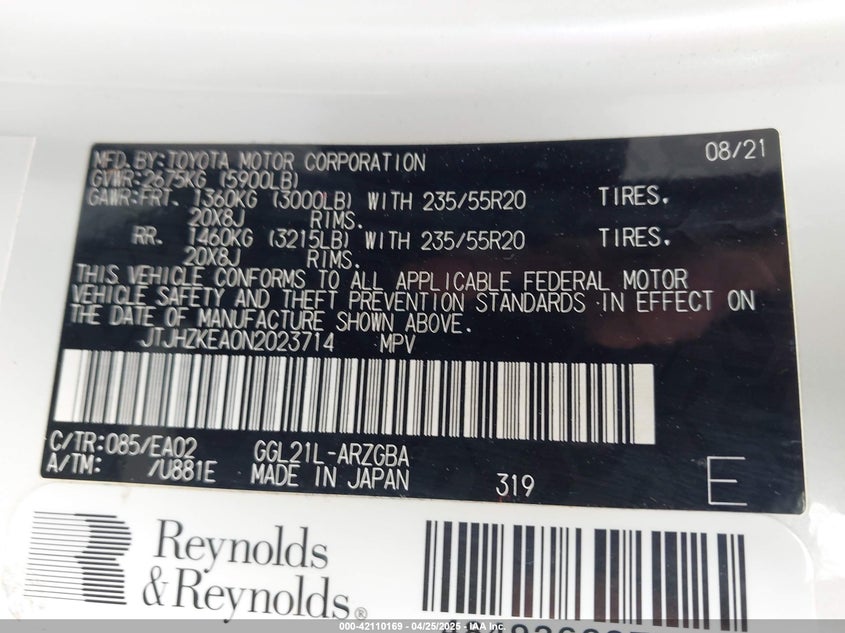 MFD. BY: TOYOTA MOTOR CORPORATION 08/21
GVWR: 2675KG (5900LB)
GAWR: FRT. 1360KG (3000LB) WITH 235/55R20 TIRES.
20X8J RIMS.
RR. 1460KG (3215LB) WITH 235/55R20 TIRES.
20X8J RIMS.
THIS VEHICLE CONFORMS TO ALL APPLICABLE FEDERAL MOTOR
VEHICLE SAFETY AND THEFT PREVENTION STANDARDS IN EFFECT ON
THE DATE OF MANUFACTURE SHOWN ABOVE.
JTJHZKEA0N2023714 MPV
C/TR: 085/EA02 GGL21L-ARZGBA
A/TM: /U881E MADE IN JAPAN 319 E
Reynolds
& Reynolds®
000-42110169 - 04/25/2025 - IAA Inc.